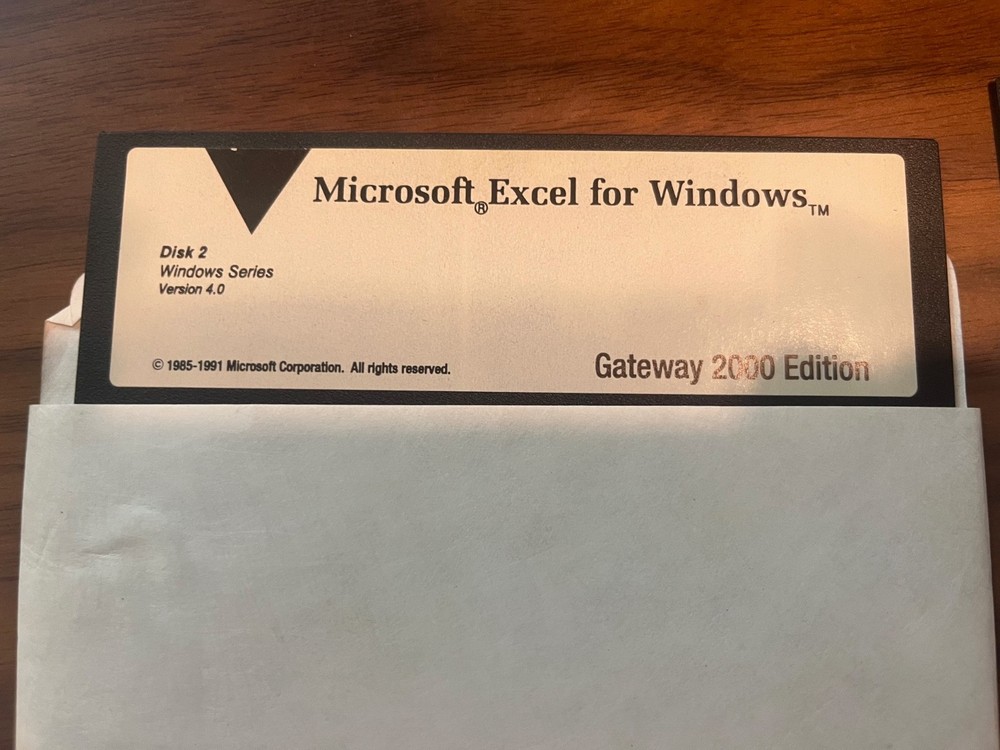 Microsoft® Excel for Windows™
Disk 2
Windows Series
Version 4.0
© 1985-1991 Microsoft Corporation. All rights reserved.
Gateway 2000 Edition